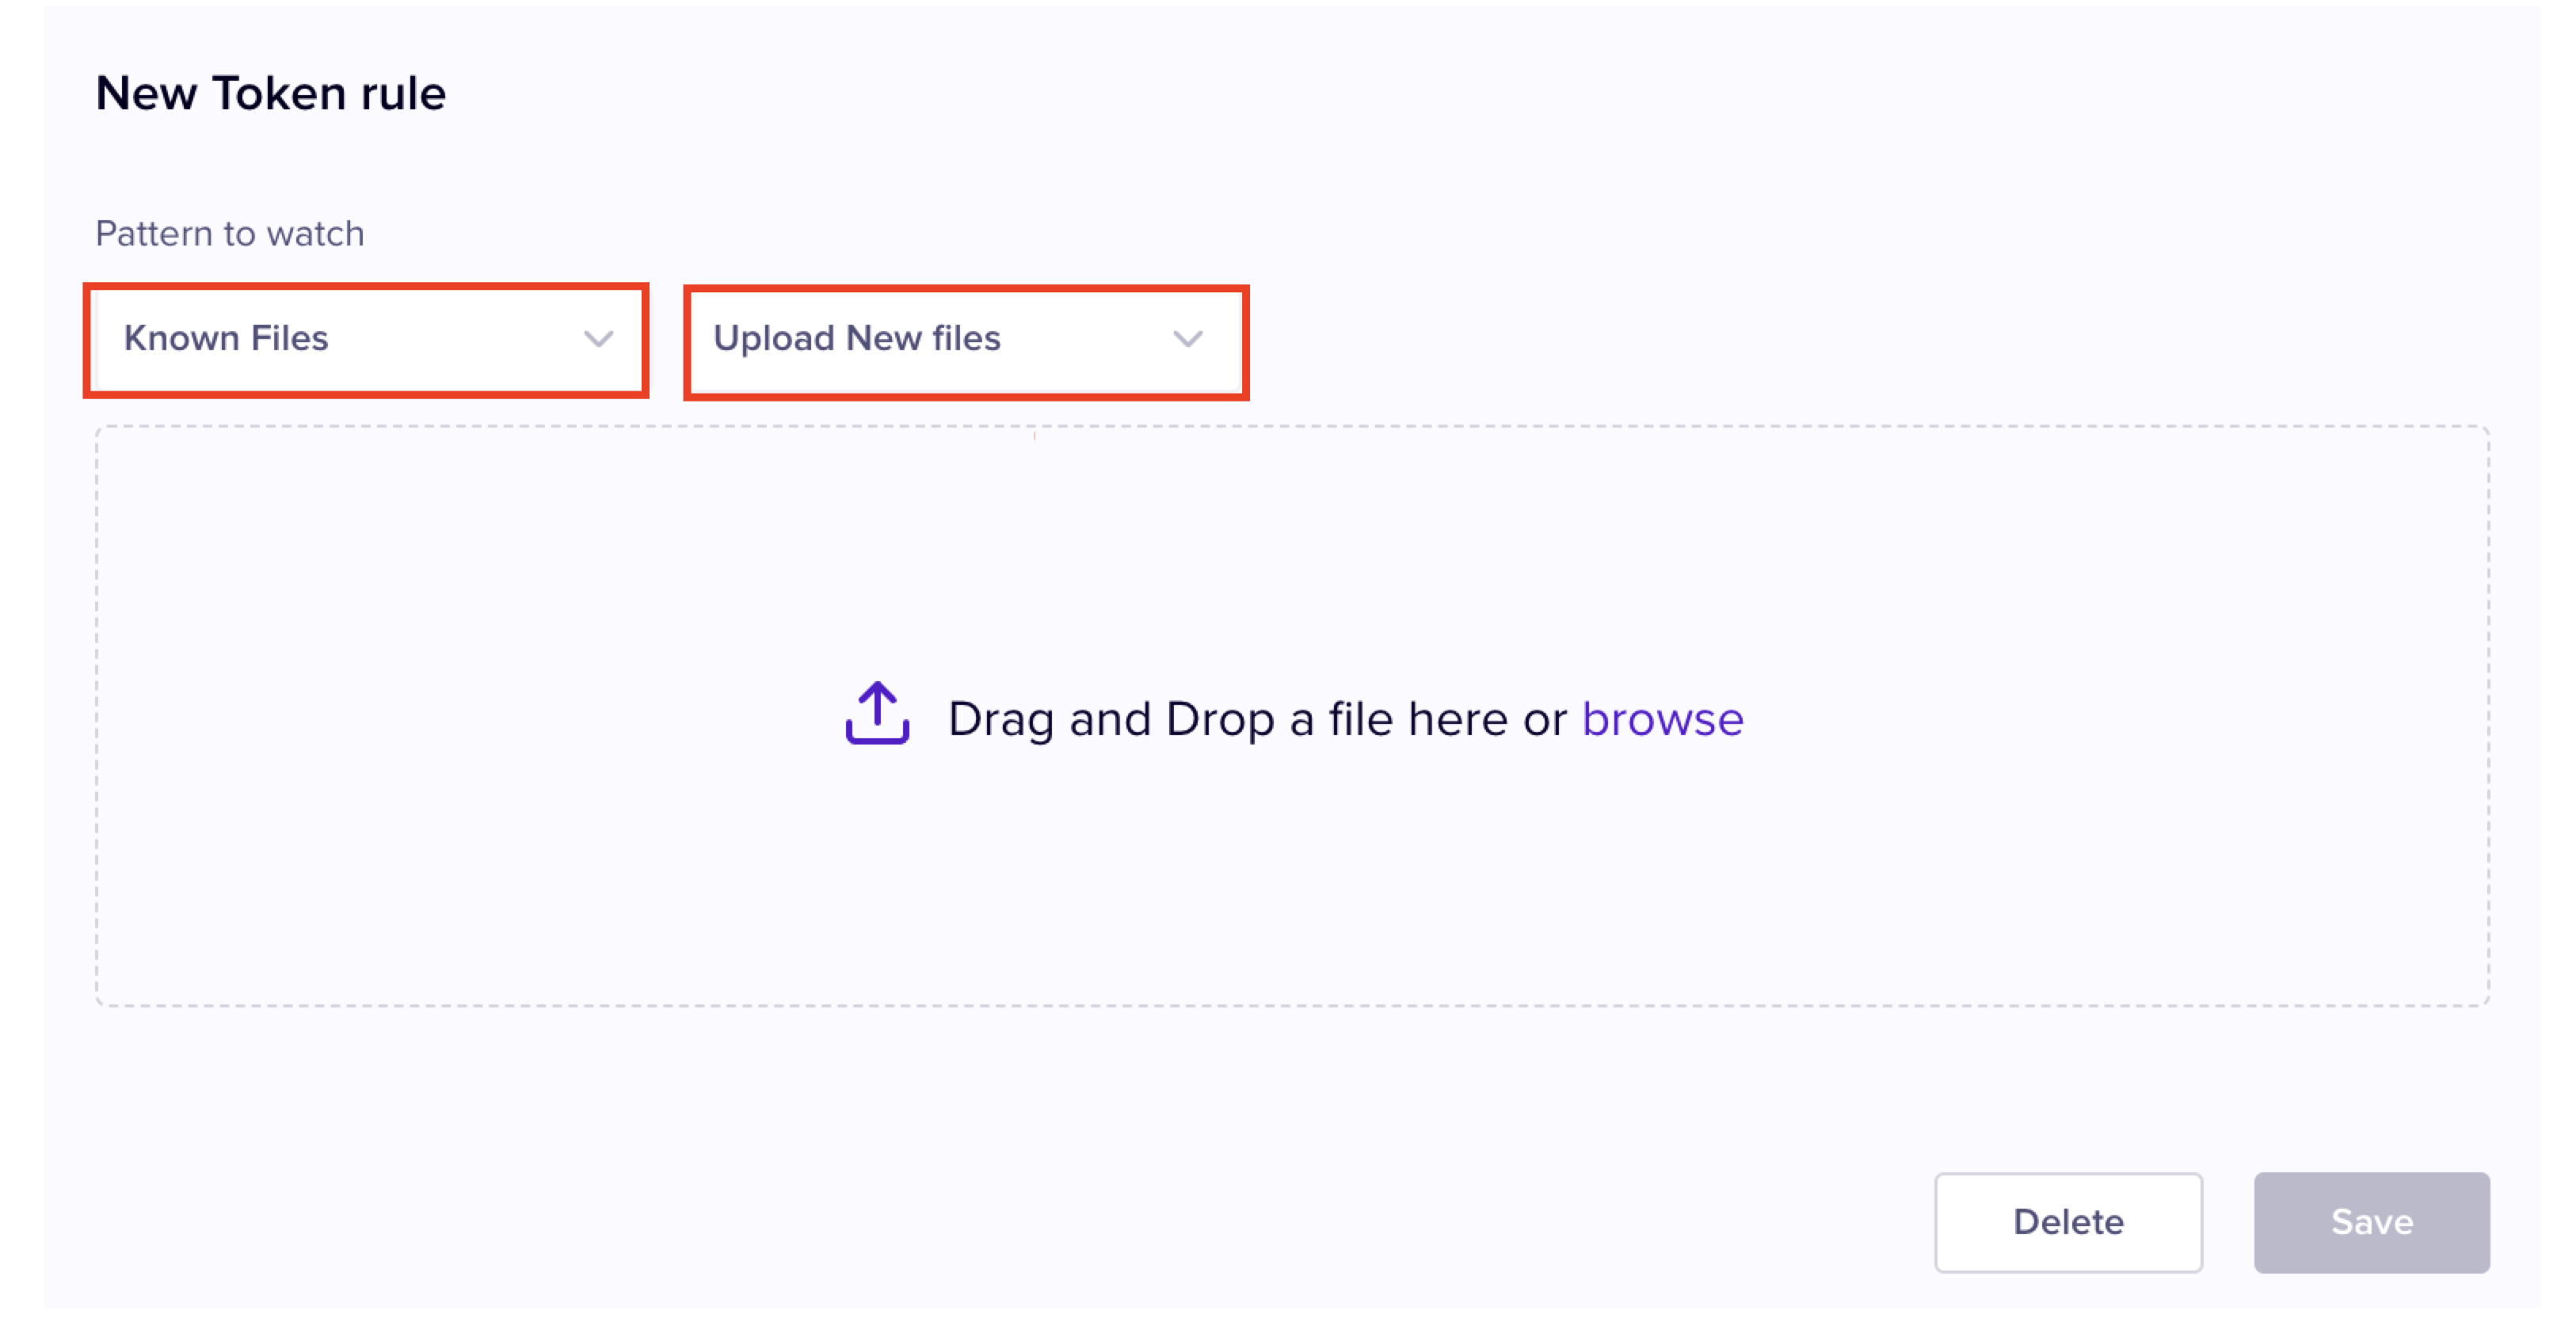 New Token rule
Pattern to watch
Known Files
Upload New files
Drag and Drop a file here or browse
Delete
Save